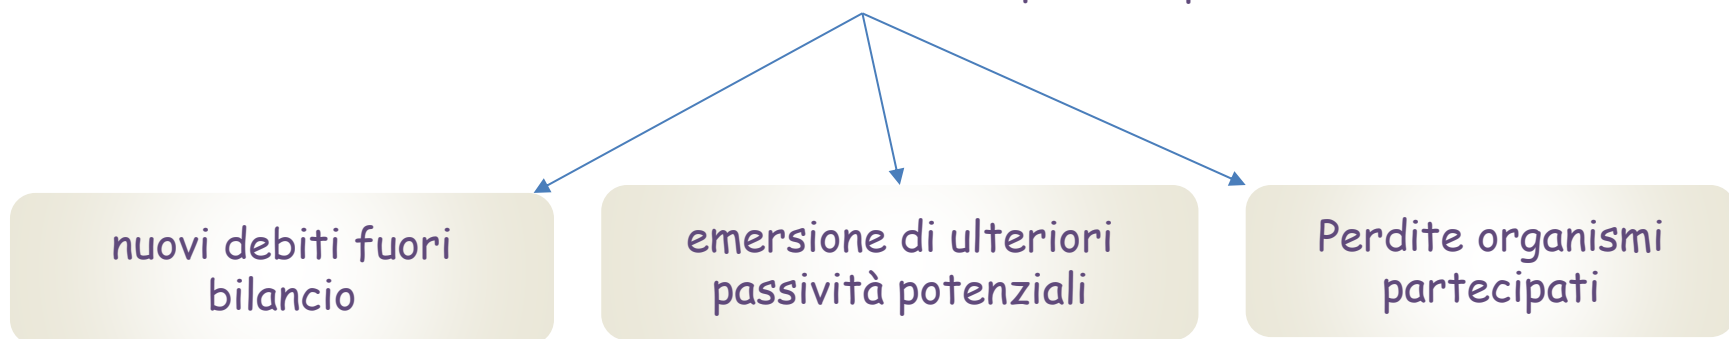 nuovi debiti fuori
bilancio
emersione di ulteriori
passività potenziali
Perdite organismi
partecipati